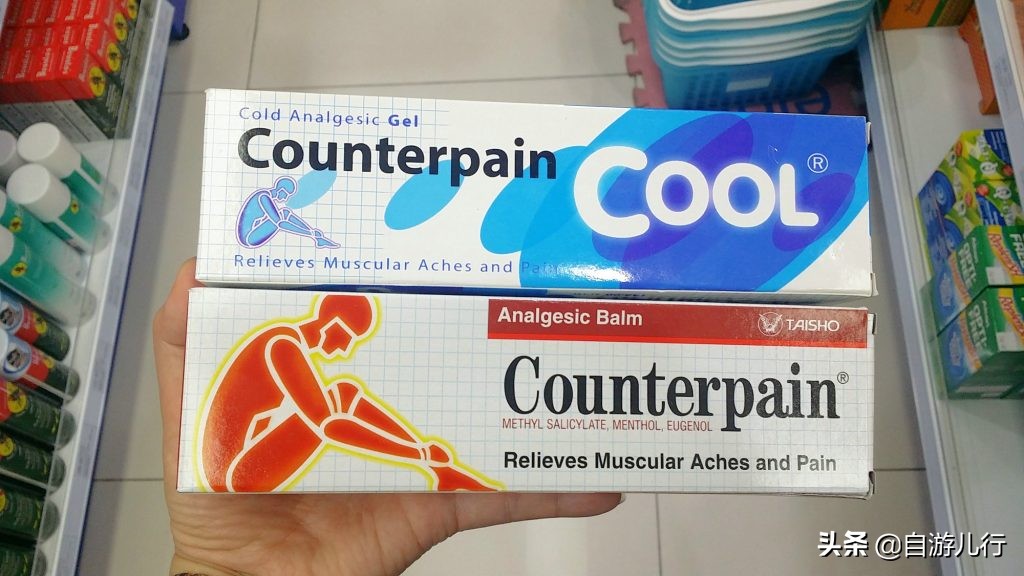 Cold Analgesic Gel
Counterpain COOL®
Relieves Muscular Aches and Pain
Analgesic Balm
TAISHO
Counterpain®
METHYL SALICYLATE, MENTHOL, EUGENOL
Relieves Muscular Aches and Pain
头条 @自游儿行